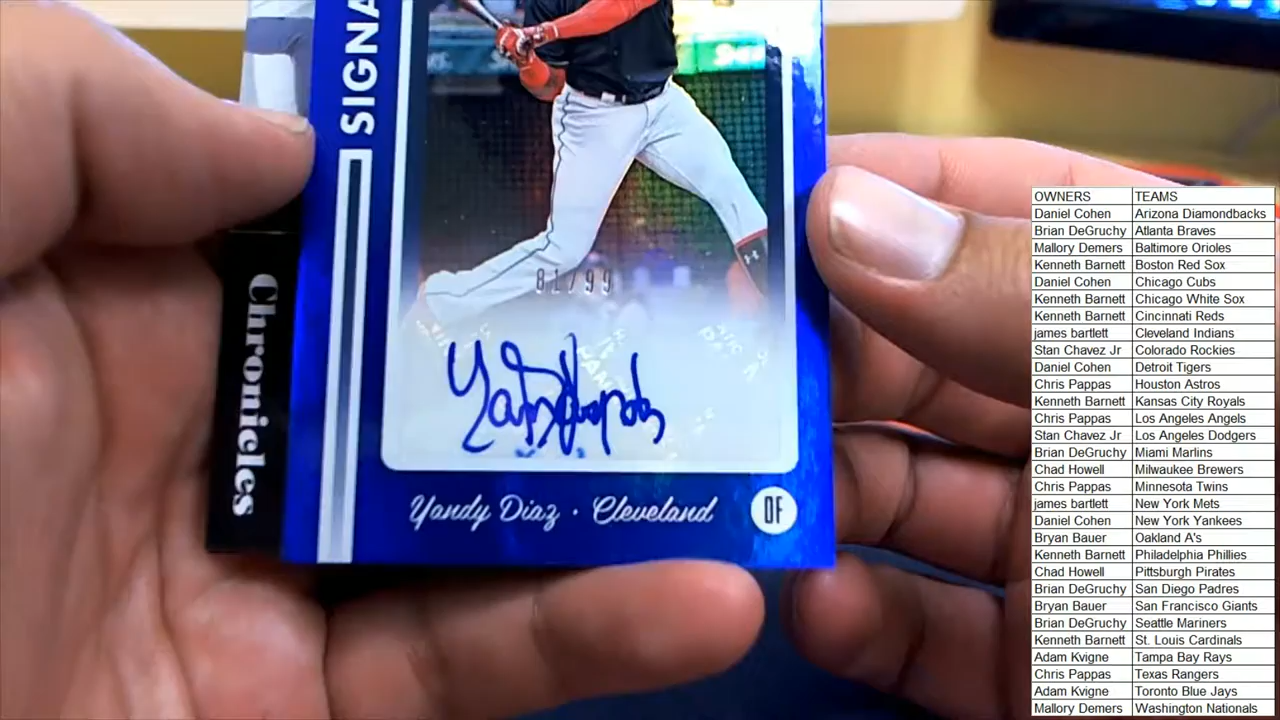 SIGNA
81/99
Yandy Diaz · Cleveland
OF
Chronicles
OWNERS TEAMS
Daniel Cohen Arizona Diamondbacks
Brian DeGruchy Atlanta Braves
Mallory Demers Baltimore Orioles
Kenneth Barnett Boston Red Sox
Daniel Cohen Chicago Cubs
Kenneth Barnett Chicago White Sox
Kenneth Barnett Cincinnati Reds
james bartlett Cleveland Indians
Stan Chavez Jr Colorado Rockies
Daniel Cohen Detroit Tigers
Chris Pappas Houston Astros
Kenneth Barnett Kansas City Royals
Chris Pappas Los Angeles Angels
Stan Chavez Jr Los Angeles Dodgers
Brian DeGruchy Miami Marlins
Chad Howell Milwaukee Brewers
Chris Pappas Minnesota Twins
james bartlett New York Mets
Daniel Cohen New York Yankees
Bryan Bauer Oakland A's
Kenneth Barnett Philadelphia Phillies
Chad Howell Pittsburgh Pirates
Brian DeGruchy San Diego Padres
Bryan Bauer San Francisco Giants
Brian DeGruchy Seattle Mariners
Kenneth Barnett St. Louis Cardinals
Adam Kvigne Tampa Bay Rays
Chris Pappas Texas Rangers
Adam Kvigne Toronto Blue Jays
Mallory Demers Washington Nationals